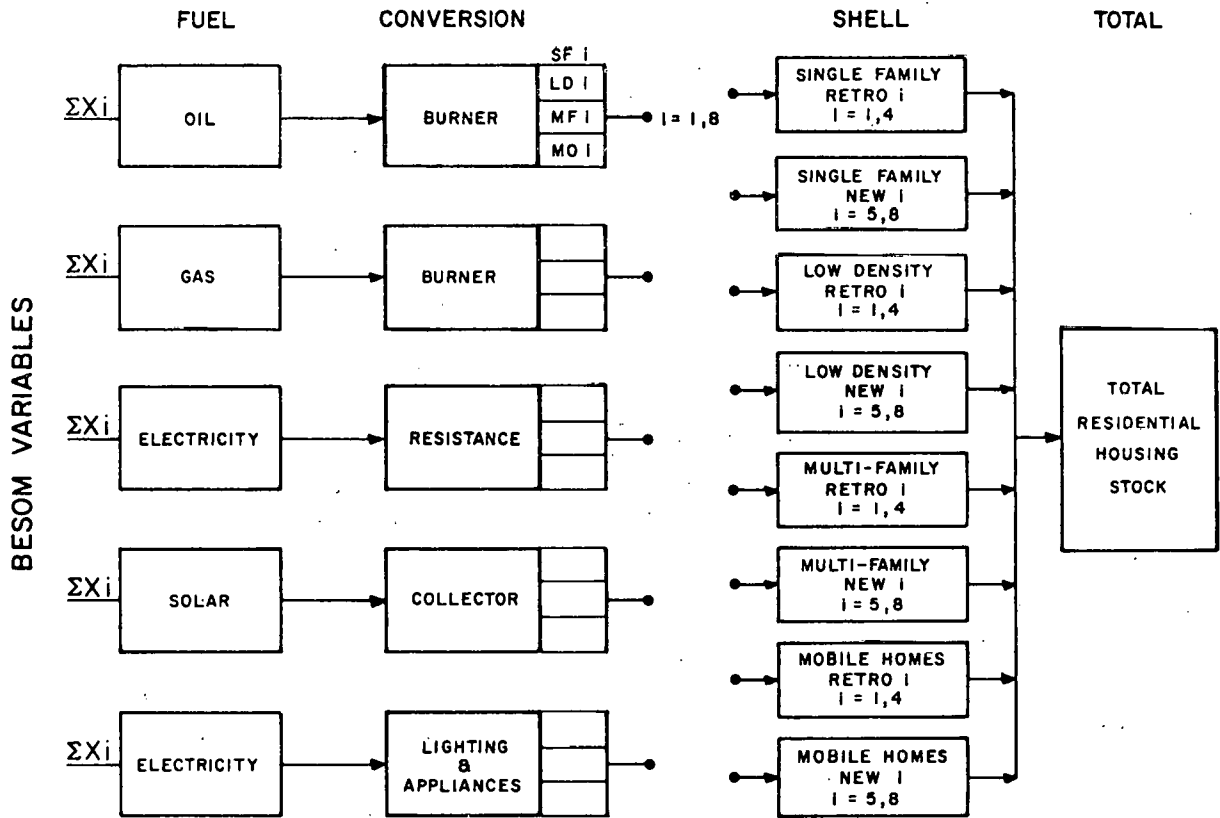 FUEL
CONVERSION
SHELL
TOTAL
BESOM VARIABLES
ΣXi
OIL
BURNER
SF i
LD i
MF i
MO i
i = 1,8
ΣXi
GAS
BURNER
ΣXi
ELECTRICITY
RESISTANCE
ΣXi
SOLAR
COLLECTOR
ΣXi
ELECTRICITY
LIGHTING
&
APPLIANCES
SINGLE FAMILY
RETRO i
i = 1,4
SINGLE FAMILY
NEW i
i = 5,8
LOW DENSITY
RETRO i
i = 1,4
LOW DENSITY
NEW i
i = 5,8
MULTI-FAMILY
RETRO i
i = 1,4
MULTI-FAMILY
NEW i
i = 5,8
MOBILE HOMES
RETRO i
i = 1,4
MOBILE HOMES
NEW i
i = 5,8
TOTAL
RESIDENTIAL
HOUSING
STOCK